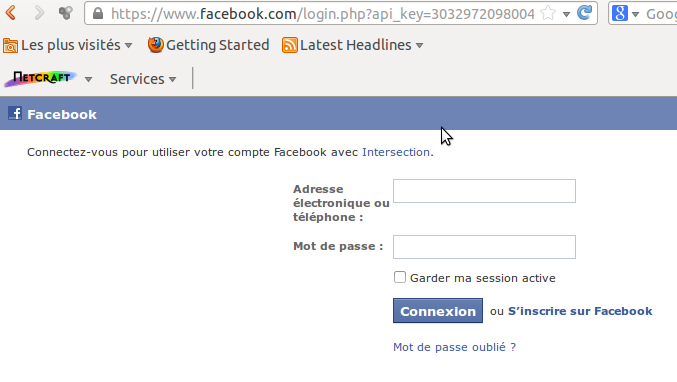 https://www.facebook.com/login.php?api_key=3032972098004
Goog
Les plus visités
Getting Started
Latest Headlines
NETCRAFT
Services
Facebook
Connectez-vous pour utiliser votre compte Facebook avec Intersection.
Adresse
électronique ou
téléphone :
Mot de passe :
Garder ma session active
Connexion ou S’inscrire sur Facebook
Mot de passe oublié ?